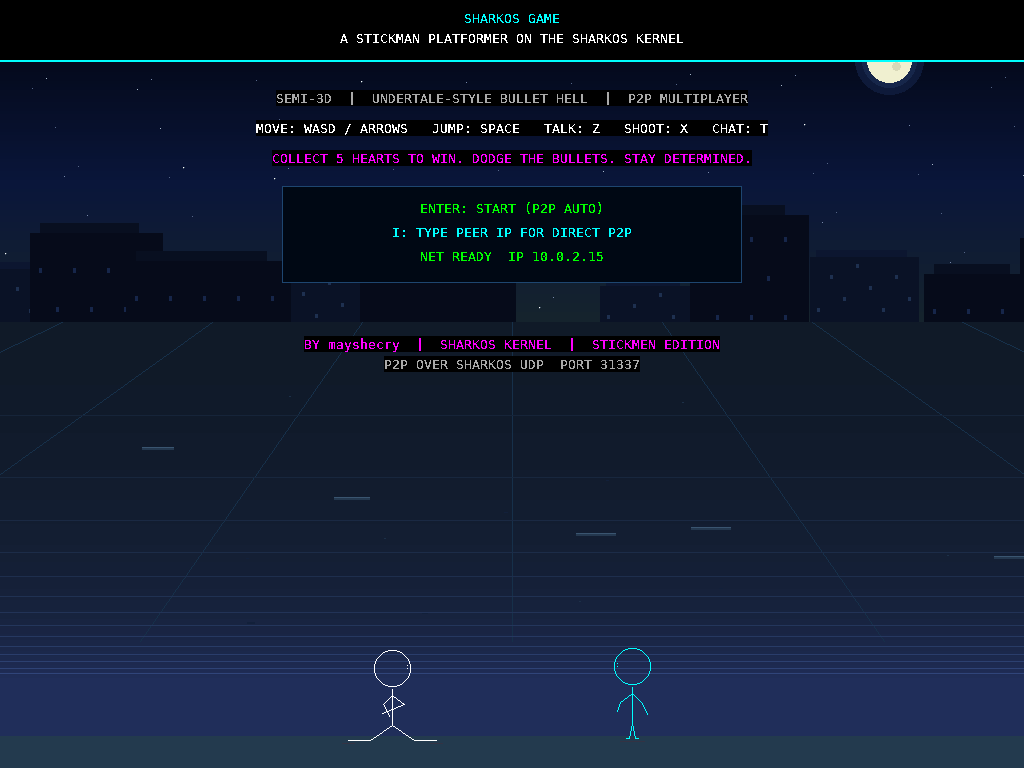 SHARKOS GAME
A STICKMAN PLATFORMER ON THE SHARKOS KERNEL
SEMI-3D | UNDERTALE-STYLE BULLET HELL | P2P MULTIPLAYER
MOVE: WASD / ARROWS JUMP: SPACE TALK: Z SHOOT: X CHAT: T
COLLECT 5 HEARTS TO WIN. DODGE THE BULLETS. STAY DETERMINED.
ENTER: START (P2P AUTO)
I: TYPE PEER IP FOR DIRECT P2P
NET READY IP 10.0.2.15
BY mayshecry | SHARKOS KERNEL | STICKMEN EDITION
P2P OVER SHARKOS UDP PORT 31337